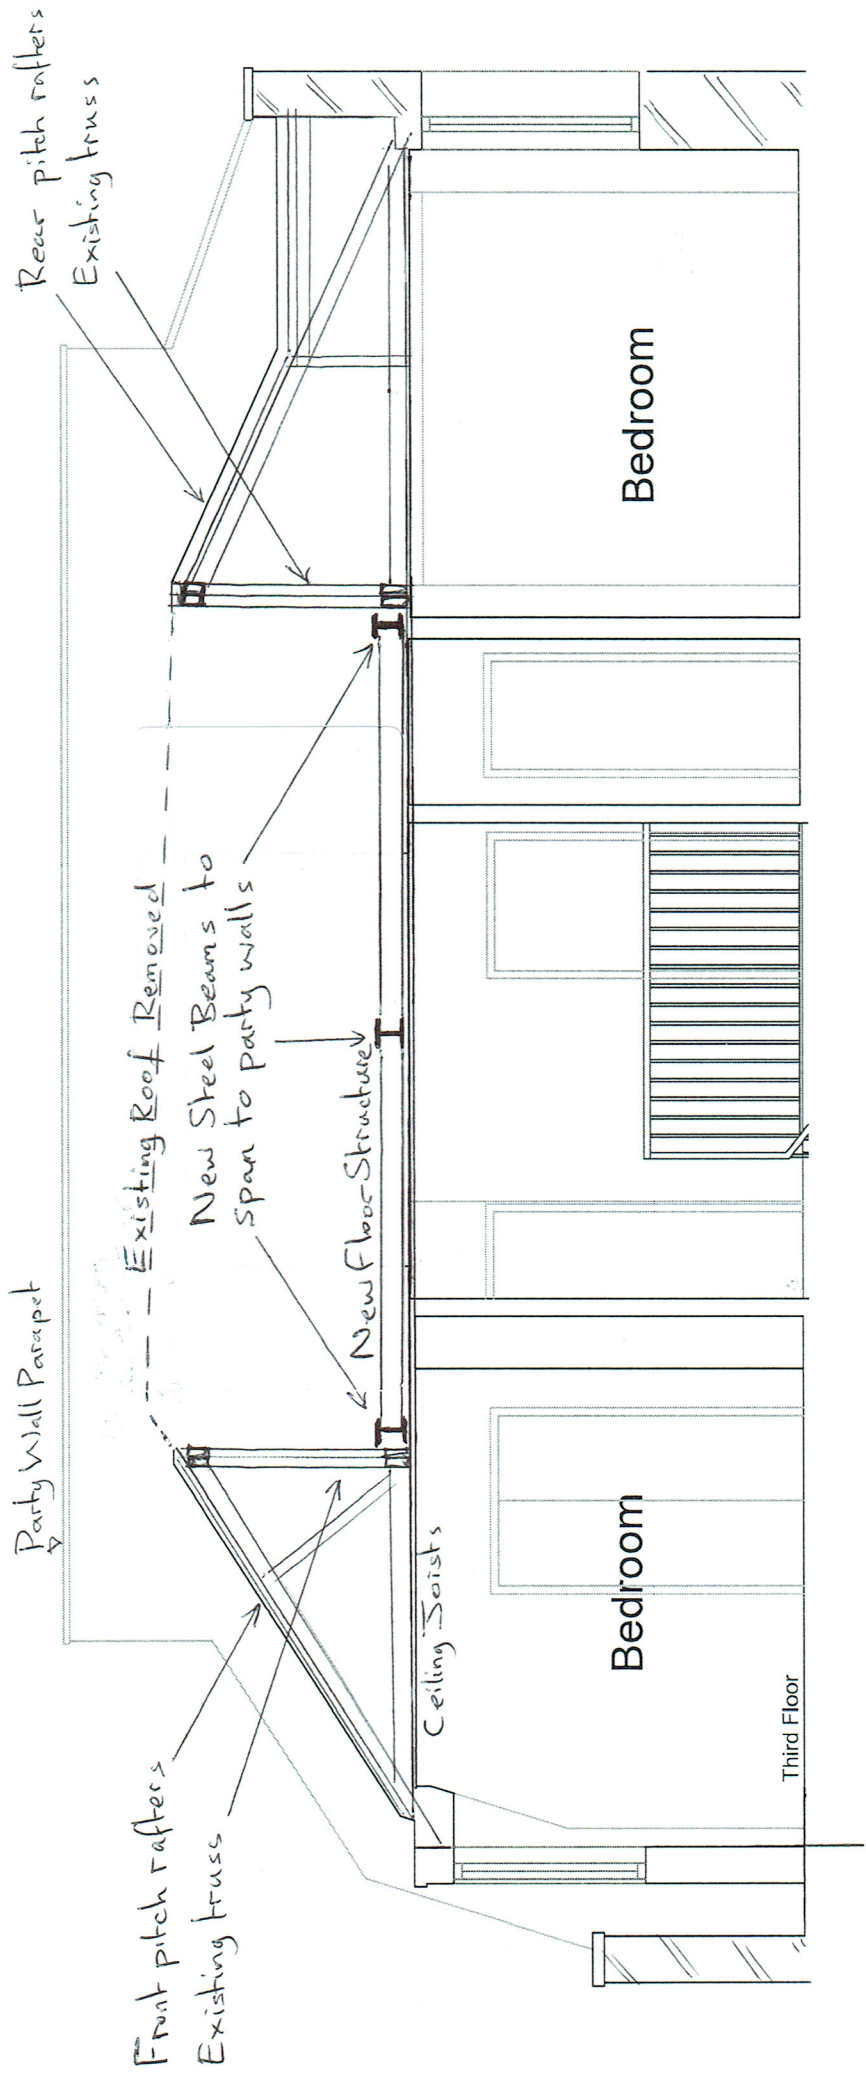 Party Wall Parapet
Rear pitch rafters
Existing truss
Existing Roof Removed
New Steel Beams to
span to party walls
New Floor Structure
Front pitch rafters
Existing truss
Ceiling Joists
Bedroom
Bedroom
Third Floor